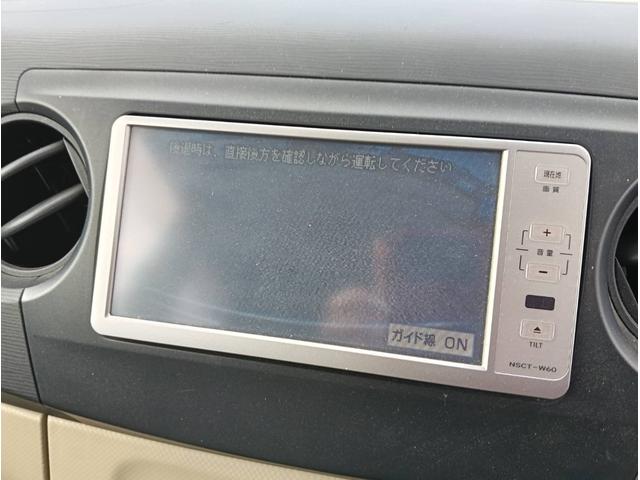 後退時は、直接後方を確認しながら運転してください
現在地
画質
+
音量
−
ガイド線 ON
TILT
NSCT-W60